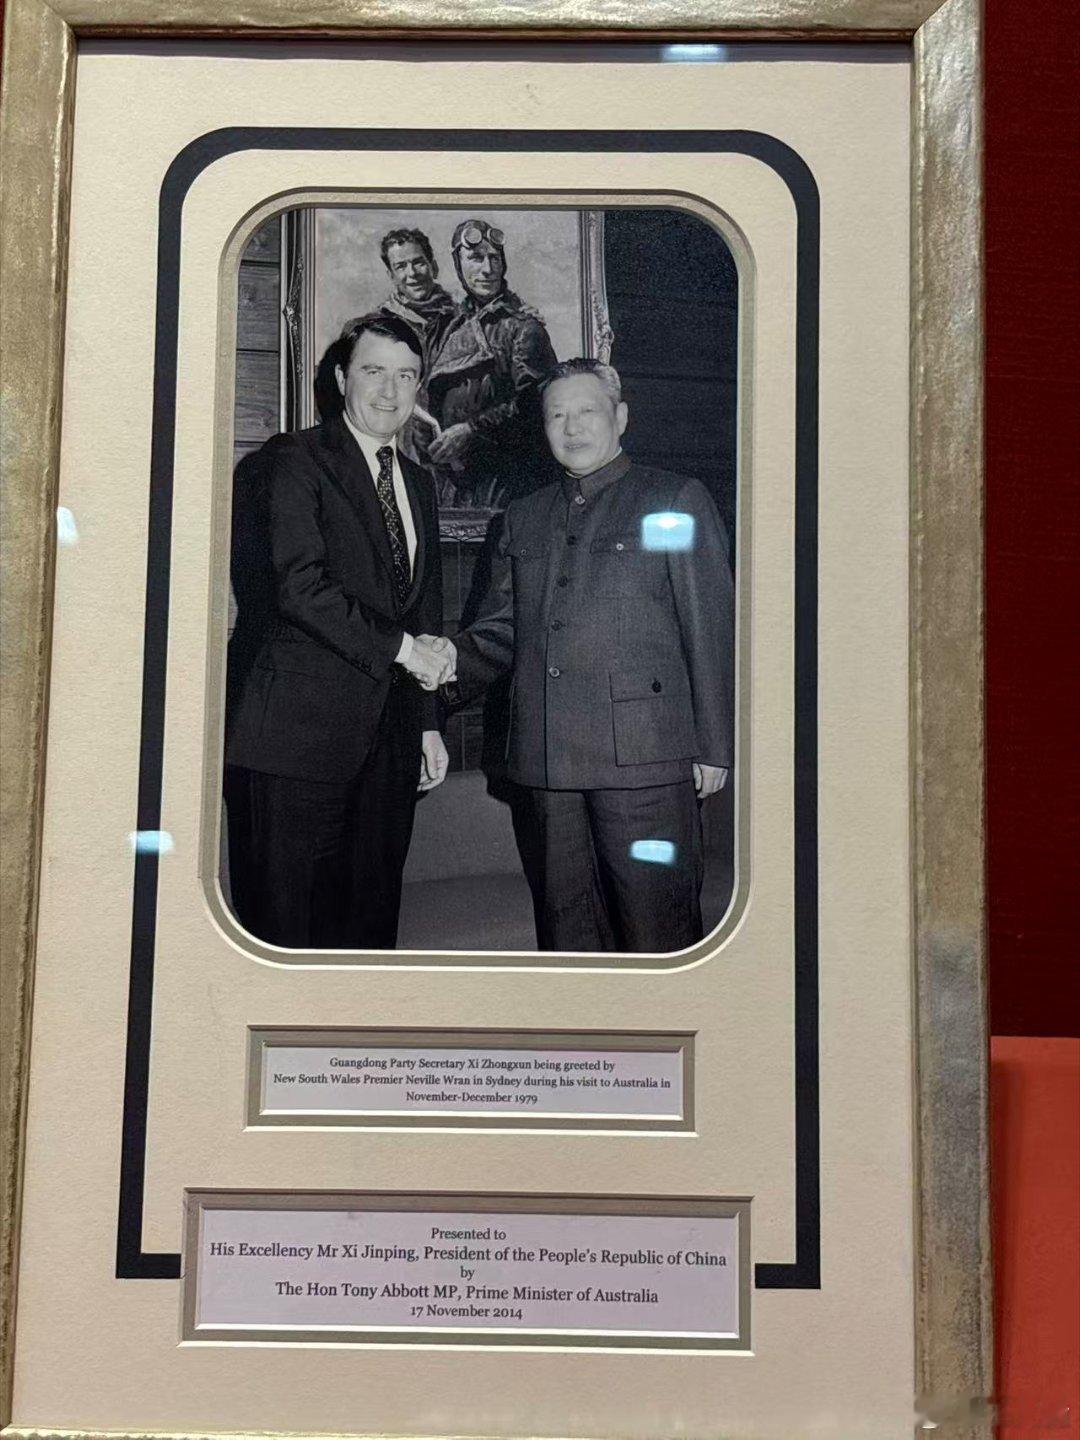 Guangdong Party Secretary Xi Zhongxun being greeted by
New South Wales Premier Neville Wran in Sydney during his visit to Australia in
November-December 1979
Presented to
His Excellency Mr Xi Jinping, President of the People's Republic of China
by
The Hon Tony Abbott MP, Prime Minister of Australia
17 November 2014